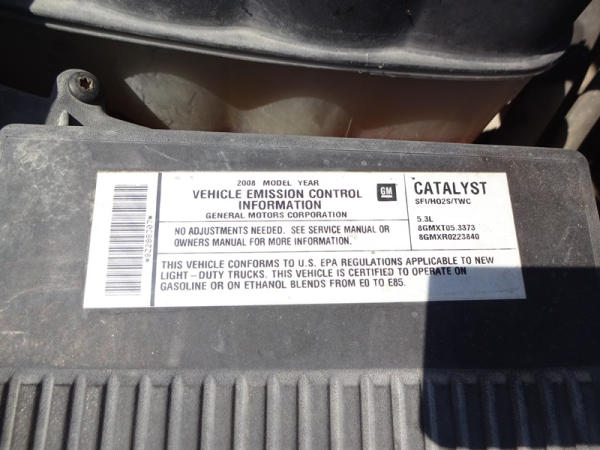 2008 MODEL YEAR
VEHICLE EMISSION CONTROL
INFORMATION
GENERAL MOTORS CORPORATION
GM
NO ADJUSTMENTS NEEDED. SEE SERVICE MANUAL OR
OWNERS MANUAL FOR MORE INFORMATION.
CATALYST
SFI/HO2S/TWC
5.3L
8GMXT05.3373
8GMXR0223840
THIS VEHICLE CONFORMS TO U.S. EPA REGULATIONS APPLICABLE TO NEW
LIGHT-DUTY TRUCKS. THIS VEHICLE IS CERTIFIED TO OPERATE ON
GASOLINE OR ON ETHANOL BLENDS FROM E0 TO E85.